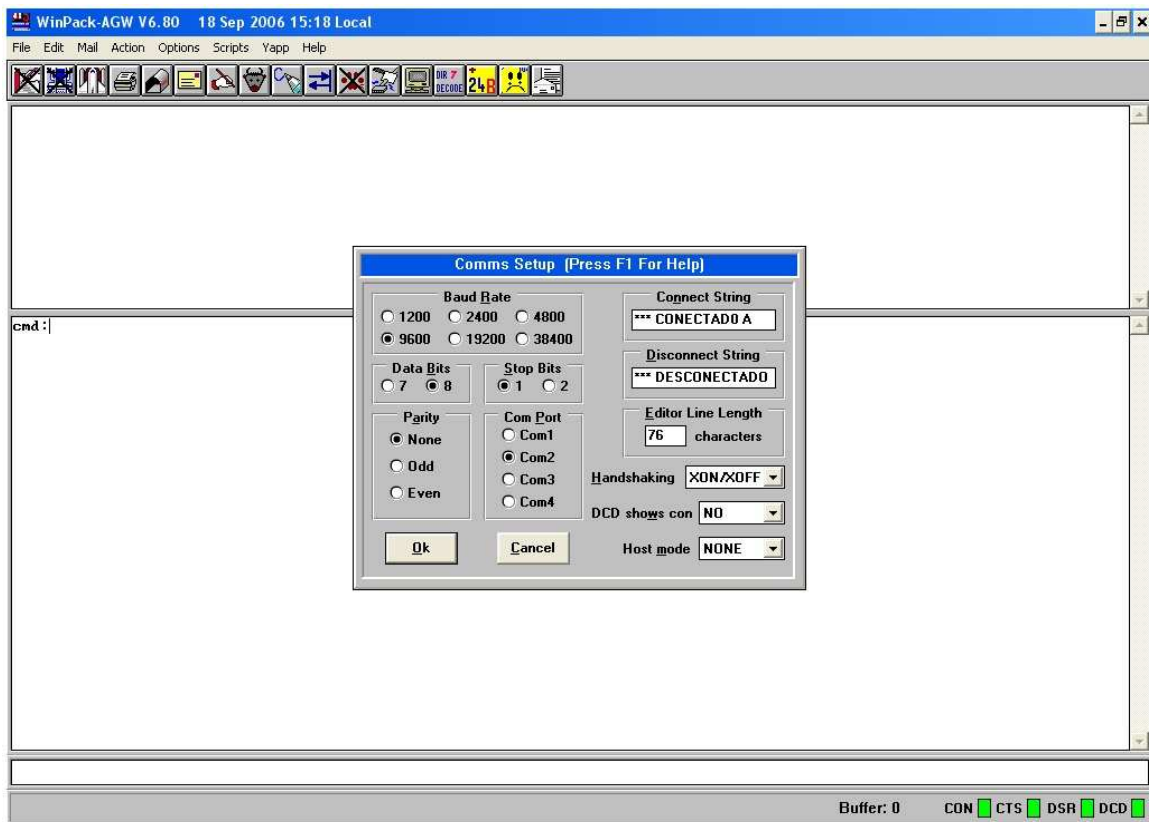 WinPack-AGW V6.80 18 Sep 2006 15:18 Local
File Edit Mail Action Options Scripts Yapp Help
DIR 7
DECODE
24B
cmd:
Comms Setup (Press F1 For Help)
Baud Rate
1200 2400 4800
9600 19200 38400
Data Bits
7 8
Stop Bits
1 2
Parity
None
Odd
Even
Com Port
Com1
Com2
Com3
Com4
Connect String
*** CONECTADO A
Disconnect String
*** DESCONECTADO
Editor Line Length
76 characters
Handshaking XON/XOFF
DCD shows con NO
Host mode NONE
Ok Cancel
Buffer: 0 CON CTS DSR DCD